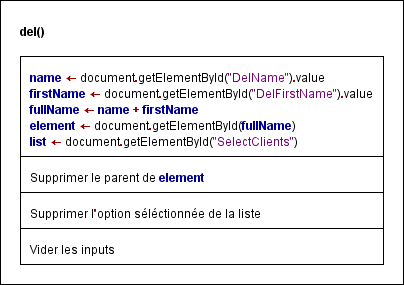 del()
name ← document.getElementById("DelName").value
firstName ← document.getElementById("DelFirstName").value
fullName ← name + firstName
element ← document.getElementById(fullName)
list ← document.getElementById("SelectClients")
Supprimer le parent de element
Supprimer l'option séléctionnée de la liste
Vider les inputs